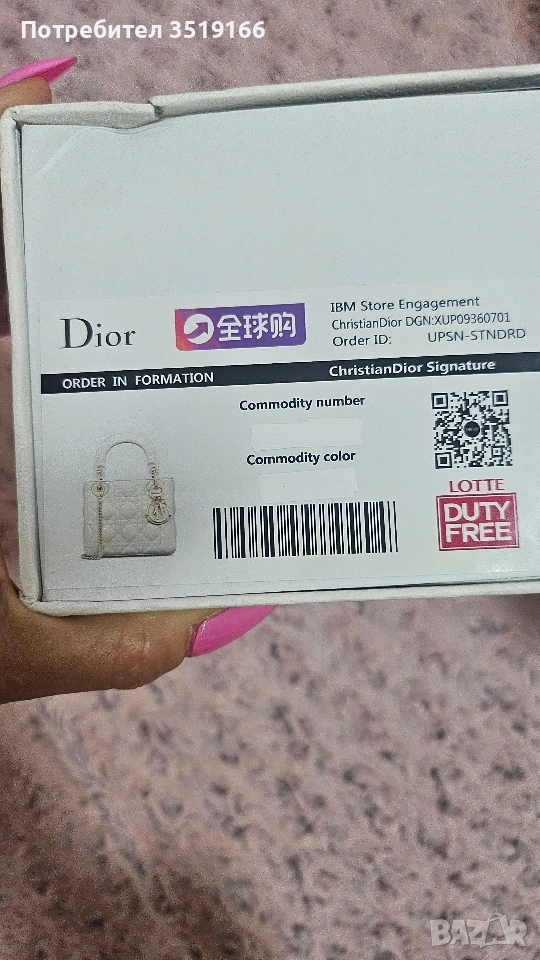 Потребител 3519166
Dior
全球购
IBM Store Engagement
ChristianDior DGN:XUP09360701
Order ID: UPSN-STNDRD
ORDER IN FORMATION
ChristianDior Signature
Commodity number
Commodity color
LOTTE
DUTY
FREE
BAZAR